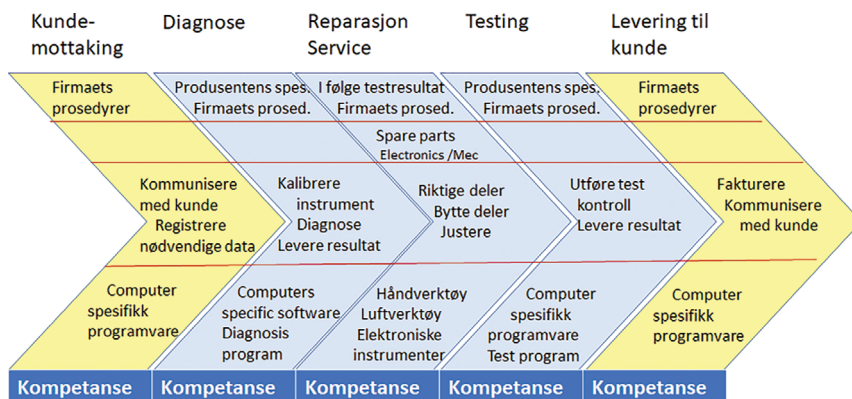 Kunde-
mottaking
Diagnose
Reparasjon
Service
Testing
Levering til
kunde
Firmaets
prosedyrer
Produsentens spes.
Firmaets prosed.
I følge testresultat
Firmaets prosed.
Produsentens spes.
Firmaets prosed.
Firmaets
prosedyrer
Spare parts
Electronics /Mec
Kommunisere
med kunde
Registrere
nødvendige data
Kalibrere
instrument
Diagnose
Levere resultat
Riktige deler
Bytte deler
Justere
Utføre test
kontroll
Levere resultat
Fakturere
Kommunisere
med kunde
Computer
spesifikk
programvare
Computers
specific software
Diagnosis
program
Håndverktøy
Luftverktøy
Elektroniske
instrumenter
Computer
spesifikk
programvare
Test program
Computer
spesifikk
programvare
Kompetanse
Kompetanse
Kompetanse
Kompetanse
Kompetanse